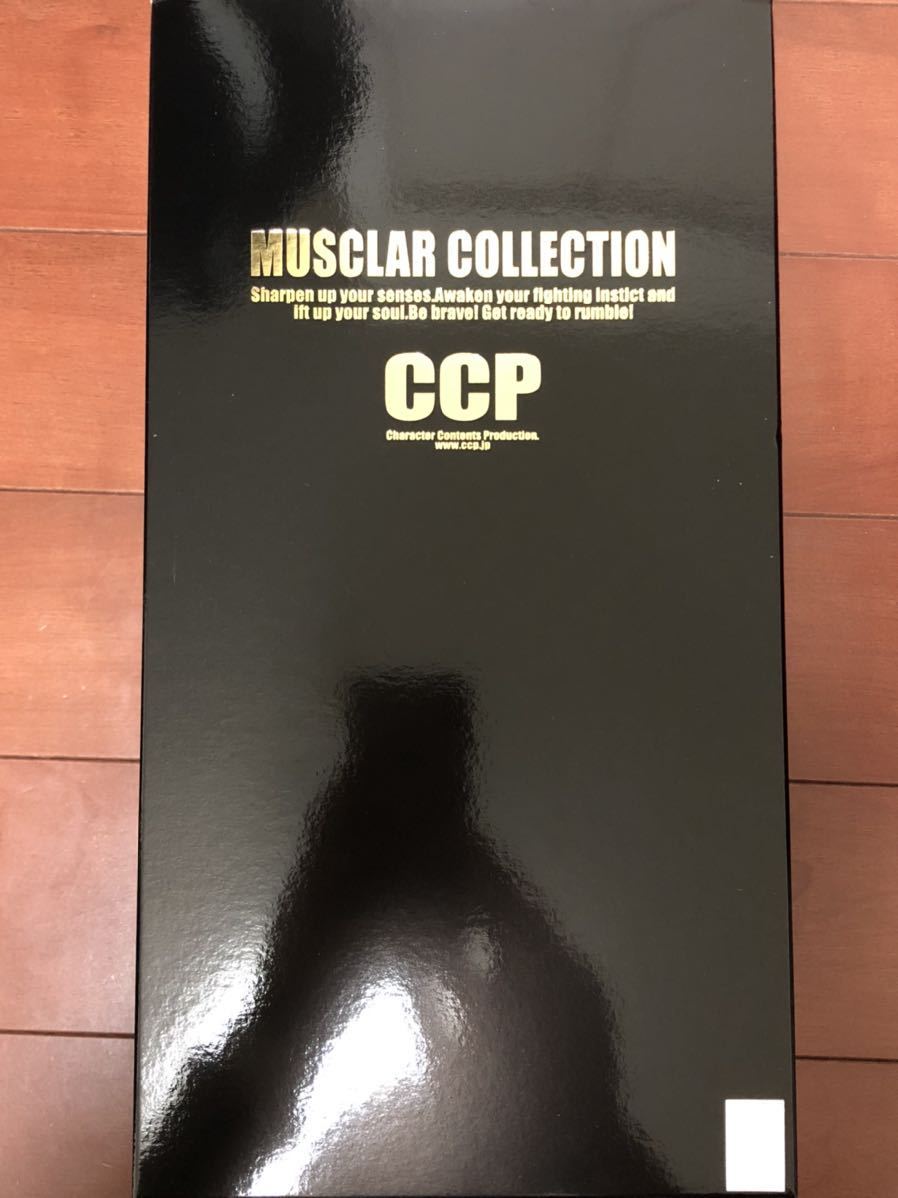 MUSCLAR COLLECTION
Sharpen up your senses.Awaken your fighting instict and
lft up your soul.Be brave! Get ready to rumble!
CCP
Character Contents Production.
www.ccp.jp